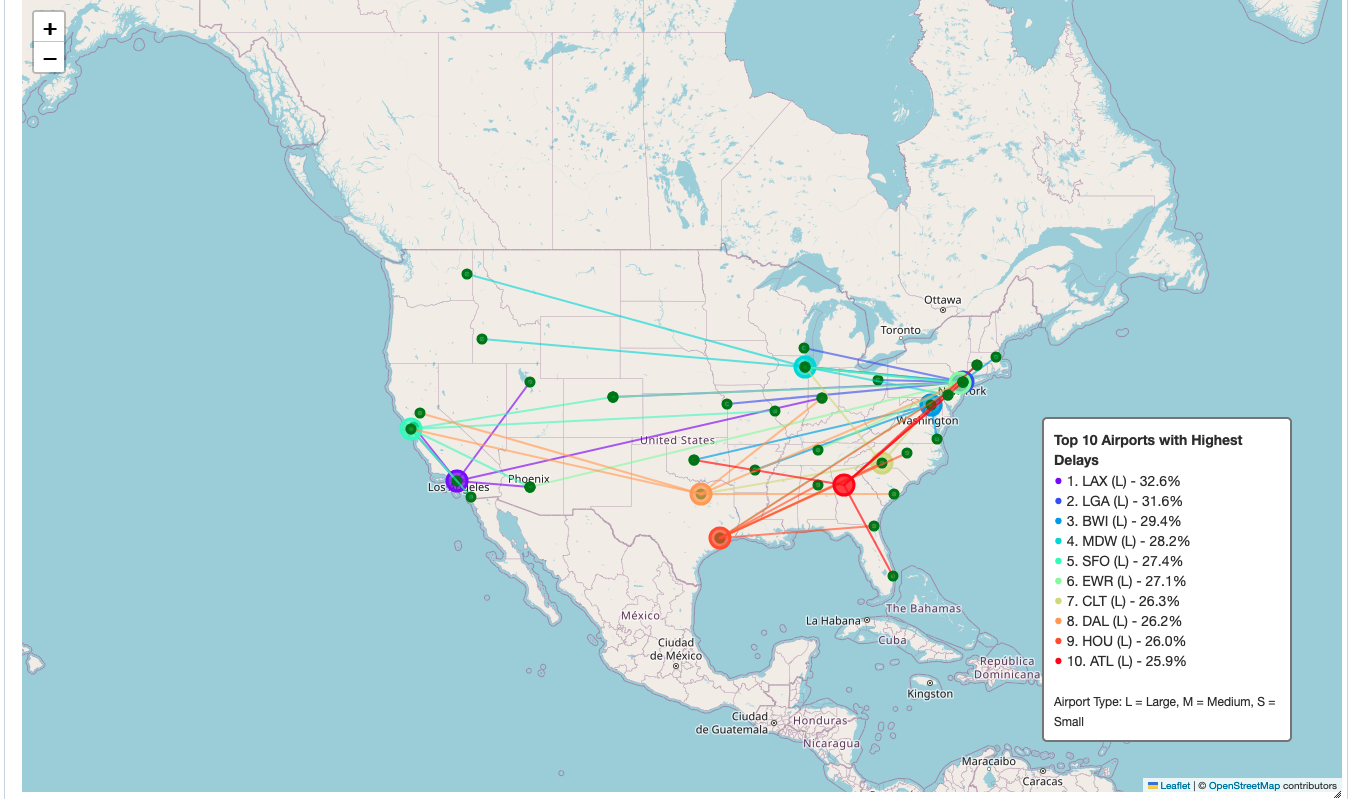 +
−
Ottawa
Toronto
New York
Washington
United States
Los Angeles
Phoenix
Top 10 Airports with Highest
Delays
1. LAX (L) - 32.6%
2. LGA (L) - 31.6%
3. BWI (L) - 29.4%
4. MDW (L) - 28.2%
5. SFO (L) - 27.4%
6. EWR (L) - 27.1%
7. CLT (L) - 26.3%
8. DAL (L) - 26.2%
9. HOU (L) - 26.0%
10. ATL (L) - 25.9%
Airport Type: L = Large, M = Medium, S =
Small
The Bahamas
La Habana
México
Cuba
Ciudad
de México
República
Dominicana
Kingston
Ciudad
de Guatemala
Honduras
Nicaragua
Maracaibo
Caracas
Leaflet | © OpenStreetMap contributors